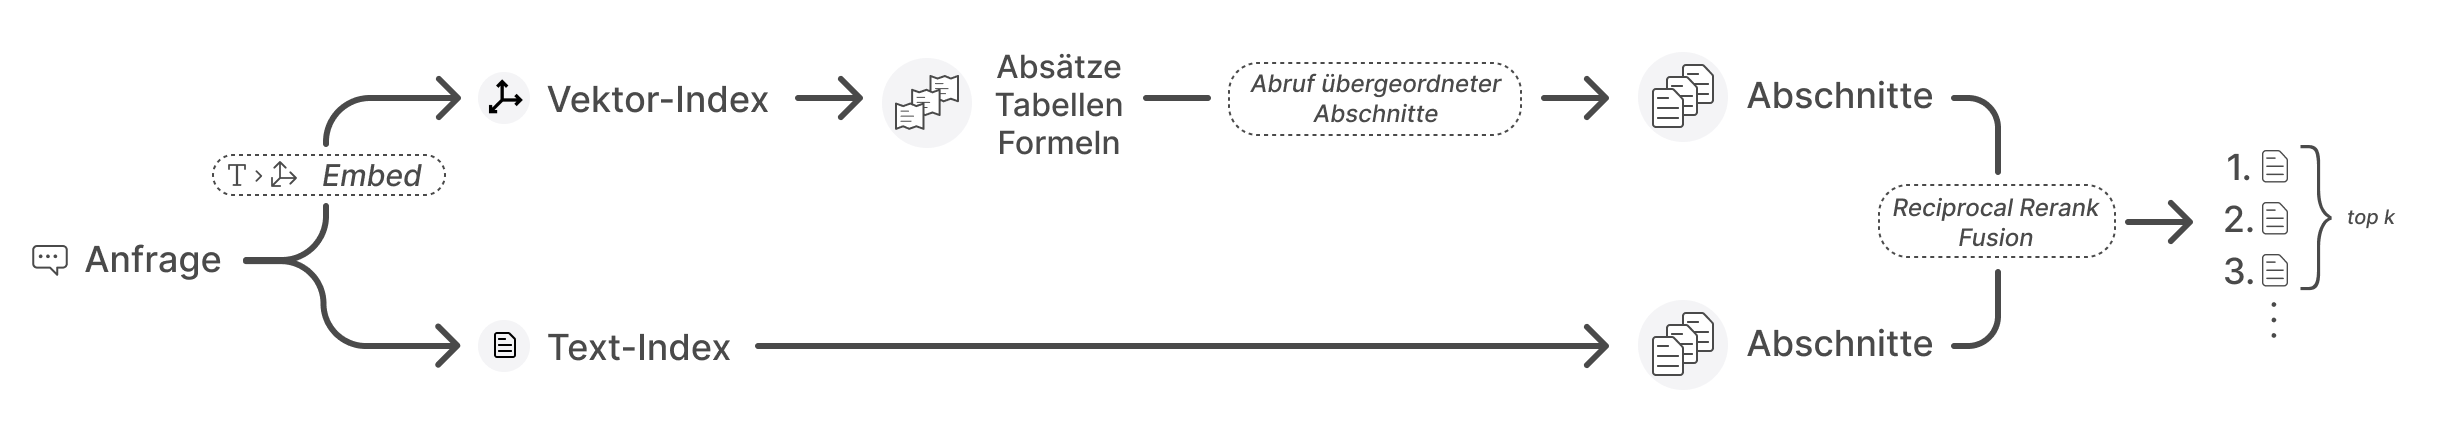 Anfrage
T > Embed
Vektor-Index
Absätze
Tabellen
Formeln
Abruf übergeordneter
Abschnitte
Abschnitte
Text-Index
Abschnitte
Reciprocal Rerank
Fusion
1.
2.
3.
top k